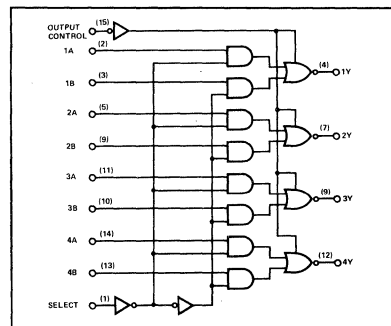 OUTPUT (15)
CONTROL
1A (2)
(4) 1Y
1B (3)
2A (5)
(7) 2Y
2B (9)
3A (11)
(9) 3Y
3B (10)
4A (14)
(12) 4Y
4B (13)
SELECT (1)